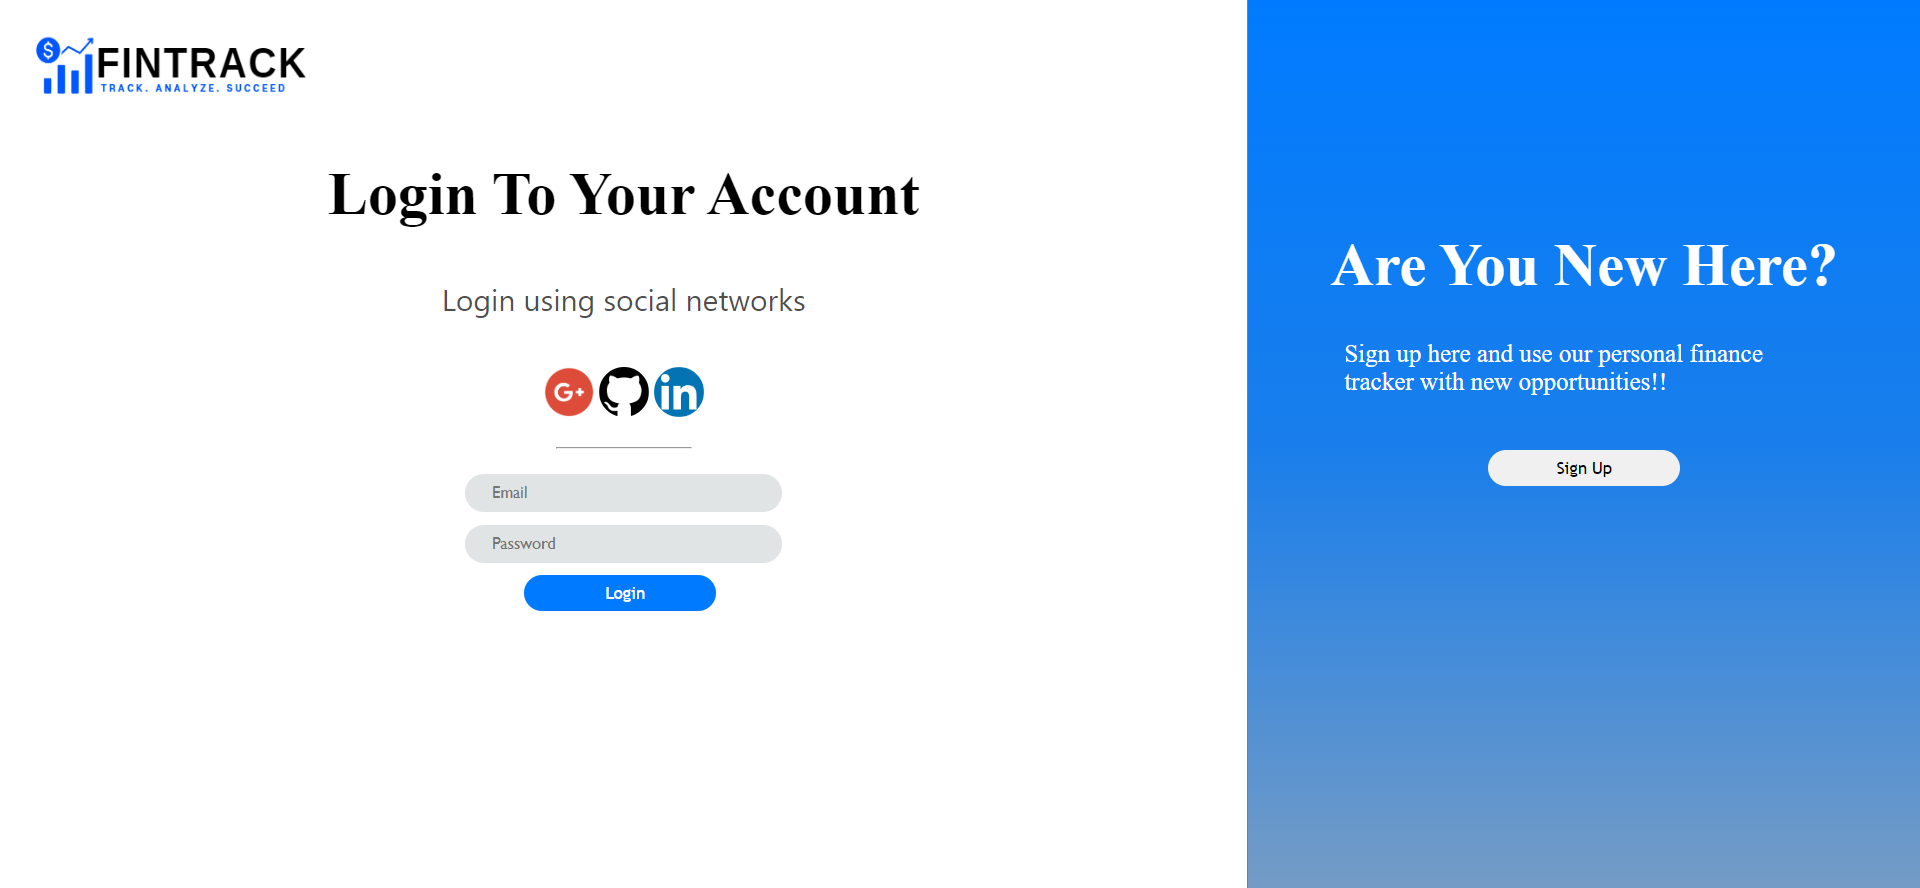 $
FINTRACK
TRACK. ANALYZE. SUCCEED
Login To Your Account
Login using social networks
G+
in
Email
Password
Login
Are You New Here?
Sign up here and use our personal finance
tracker with new opportunities!!
Sign Up